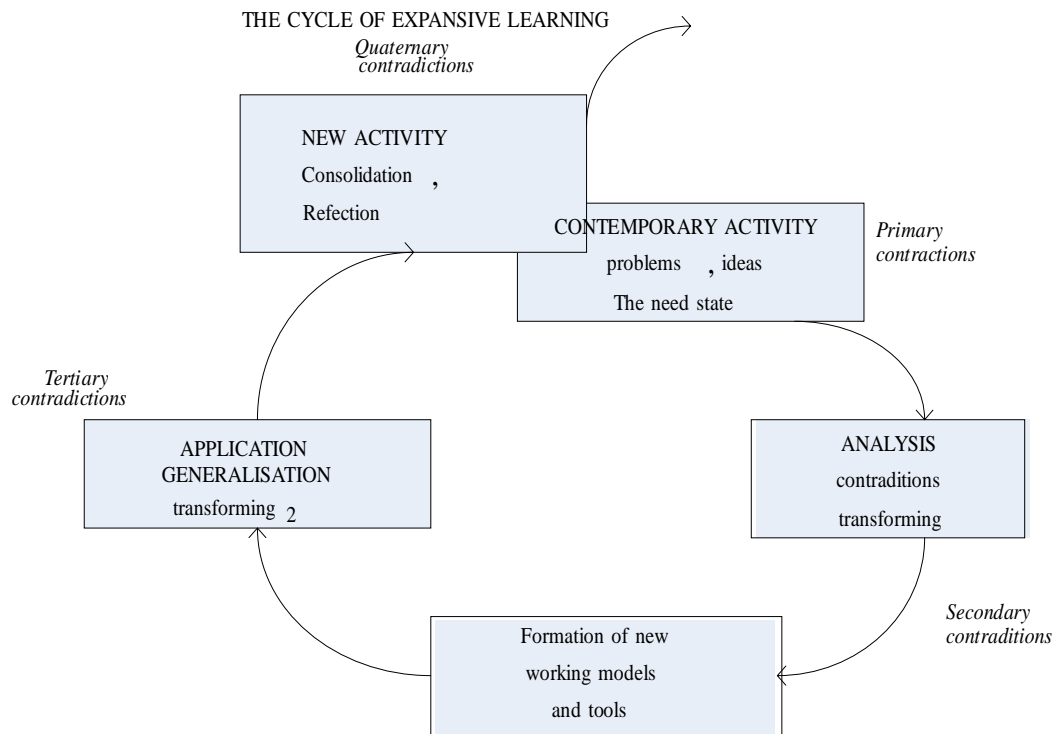 THE CYCLE OF EXPANSIVE LEARNING
Quaternary
contradictions
NEW ACTIVITY
Consolidation ,
Refection
CONTEMPORARY ACTIVITY
problems , ideas
The need state
Primary
contractions
Tertiary
contradictions
APPLICATION
GENERALISATION
transforming 2
ANALYSIS
contraditions
transforming
Secondary
contraditions
Formation of new
working models
and tools